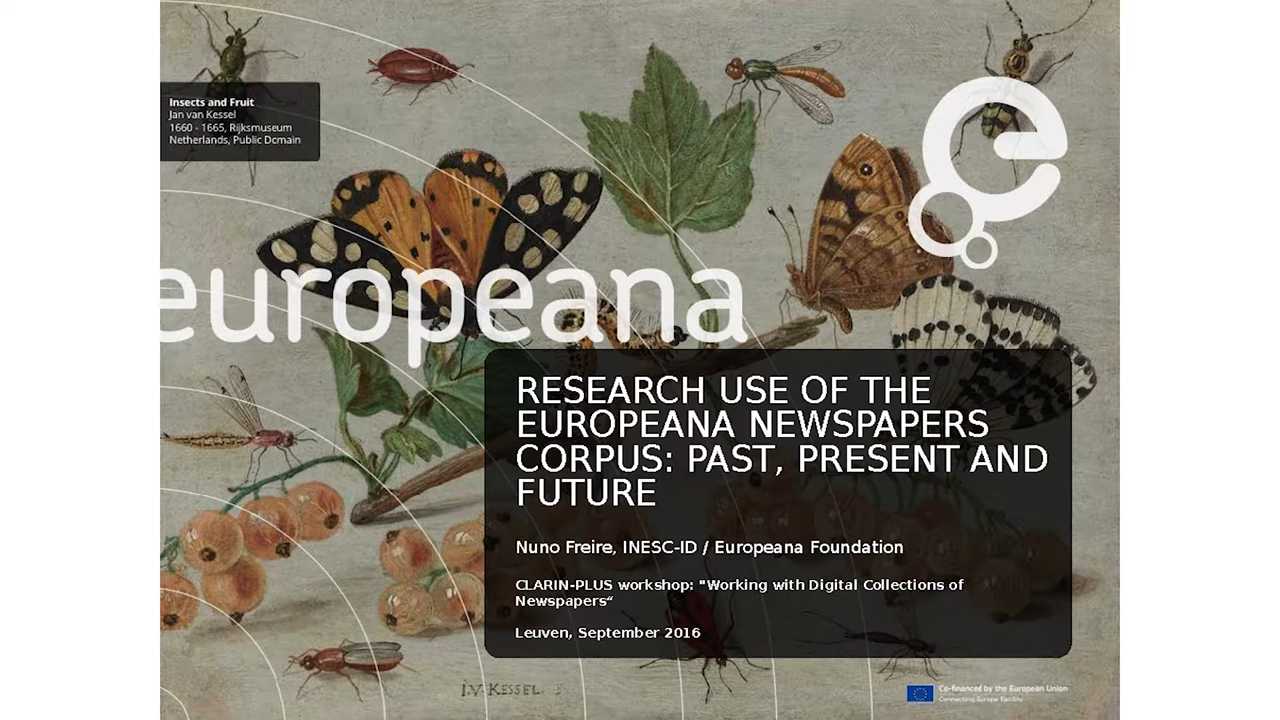 Insects and Fruit
Jan van Kessel
1660 - 1665, Rijksmuseum
Netherlands, Public Domain
europeana
RESEARCH USE OF THE
EUROPEANA NEWSPAPERS
CORPUS: PAST, PRESENT AND
FUTURE
Nuno Freire, INESC-ID / Europeana Foundation
CLARIN-PLUS workshop: "Working with Digital Collections of
Newspapers“
Leuven, September 2016
I.V. KESSEL
Co-financed by the European Union
Connecting Europe Facility